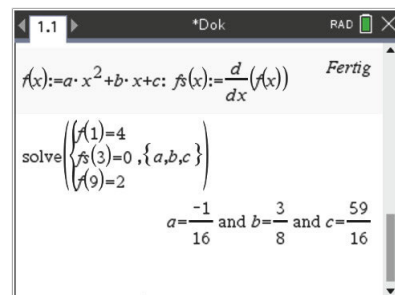 1.1 *Dok RAD
f(x):=a·x²+b·x+c: fs(x):=d/dx(f(x)) Fertig
solve({f(1)=4
fs(3)=0 ,{a,b,c})
f(9)=2
a=-1/16 and b=3/8 and c=59/16